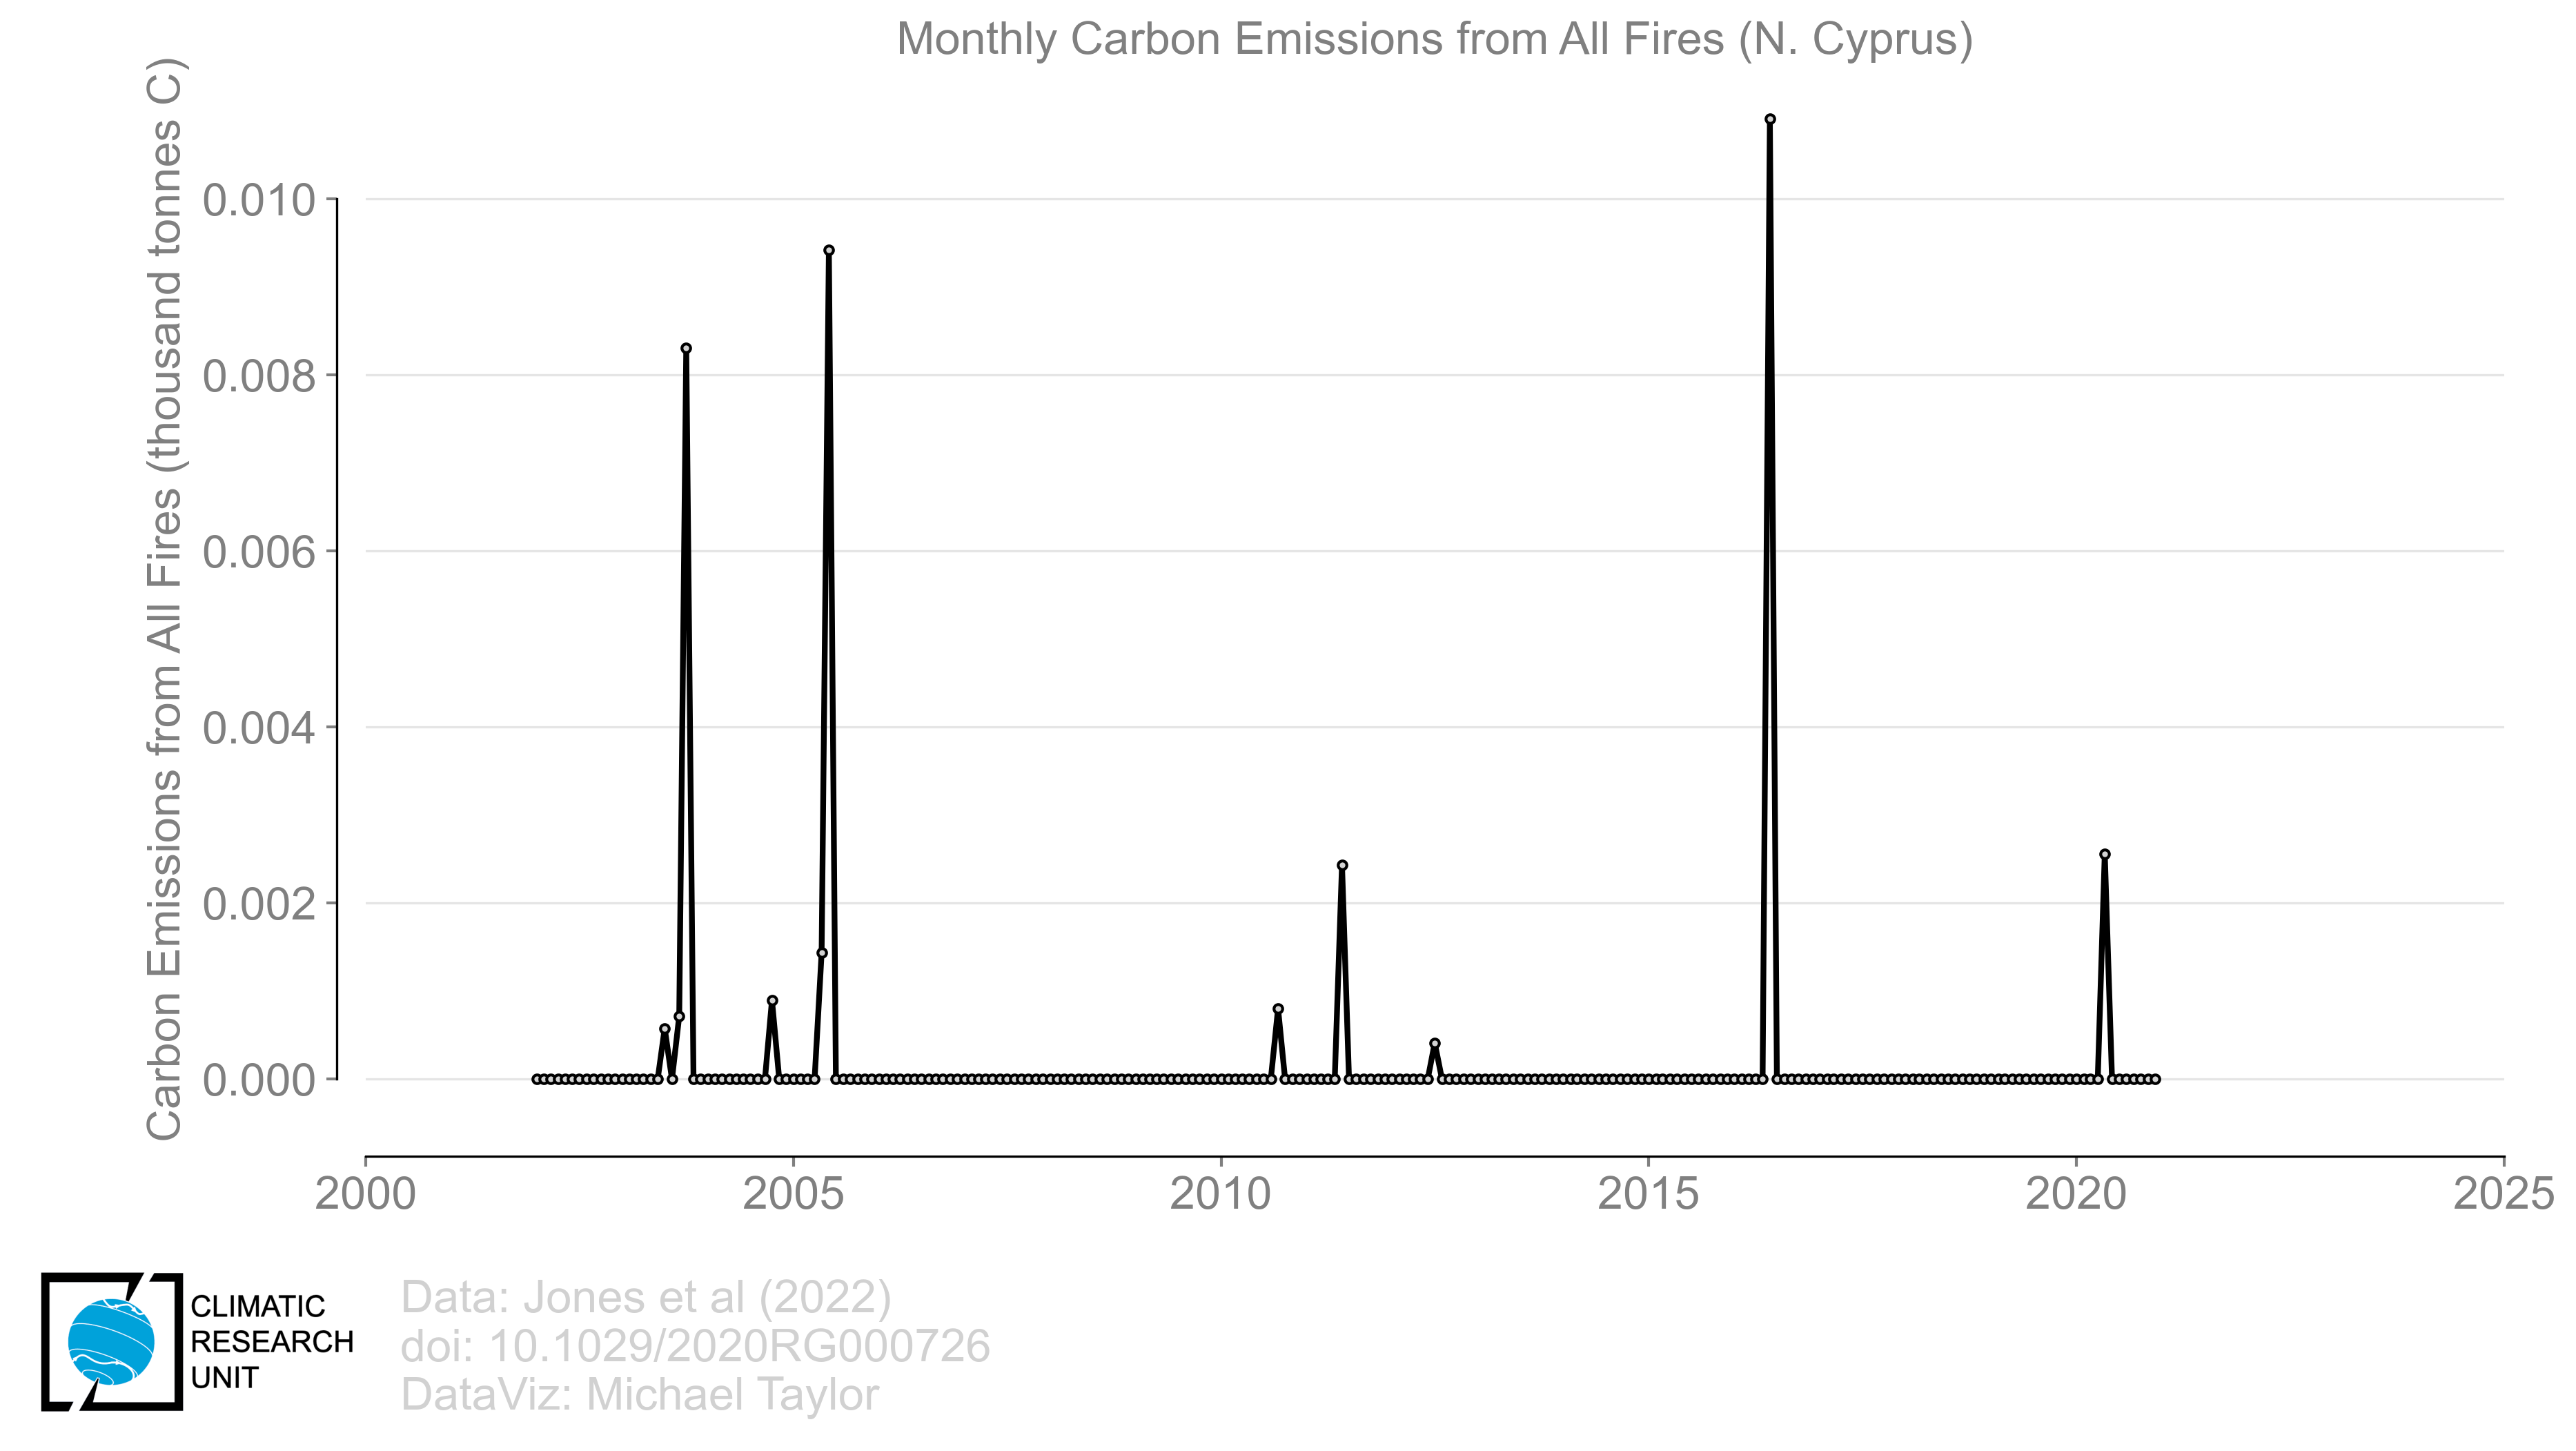 Monthly Carbon Emissions from All Fires (N. Cyprus)
Carbon Emissions from All Fires (thousand tonnes C)
0.010
0.008
0.006
0.004
0.002
0.000
2000 2005 2010 2015 2020 2025
CLIMATIC
RESEARCH
UNIT
Data: Jones et al (2022)
doi: 10.1029/2020RG000726
DataViz: Michael Taylor